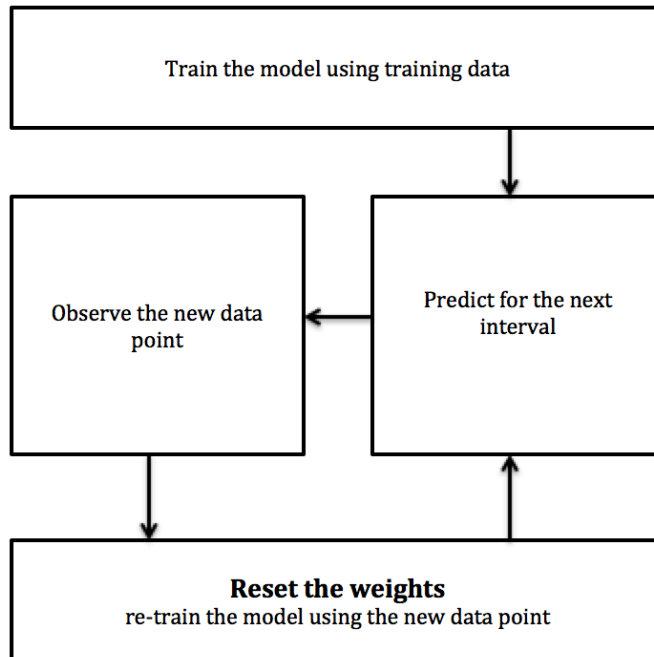 Train the model using training data
Observe the new data
point
Predict for the next
interval
Reset the weights
re-train the model using the new data point